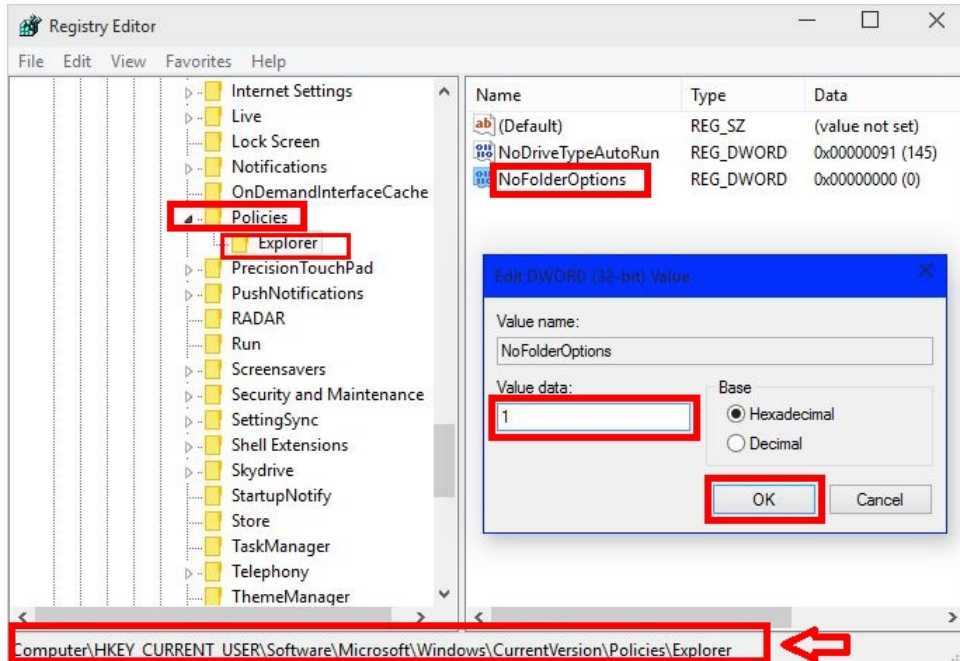 Registry Editor
File Edit View Favorites Help
Internet Settings
Live
Lock Screen
Notifications
OnDemandInterfaceCache
Policies
Explorer
PrecisionTouchPad
PushNotifications
RADAR
Run
Screensavers
Security and Maintenance
SettingSync
Shell Extensions
Skydrive
StartupNotify
Store
TaskManager
Telephony
ThemeManager
Name Type Data
ab (Default) REG_SZ (value not set)
NoDriveTypeAutoRun REG_DWORD 0x00000091 (145)
NoFolderOptions REG_DWORD 0x00000000 (0)
Edit DWORD (32-bit) Value
Value name:
NoFolderOptions
Value data:
1
Base
Hexadecimal
Decimal
OK Cancel
Computer\HKEY_CURRENT_USER\Software\Microsoft\Windows\CurrentVersion\Policies\Explorer